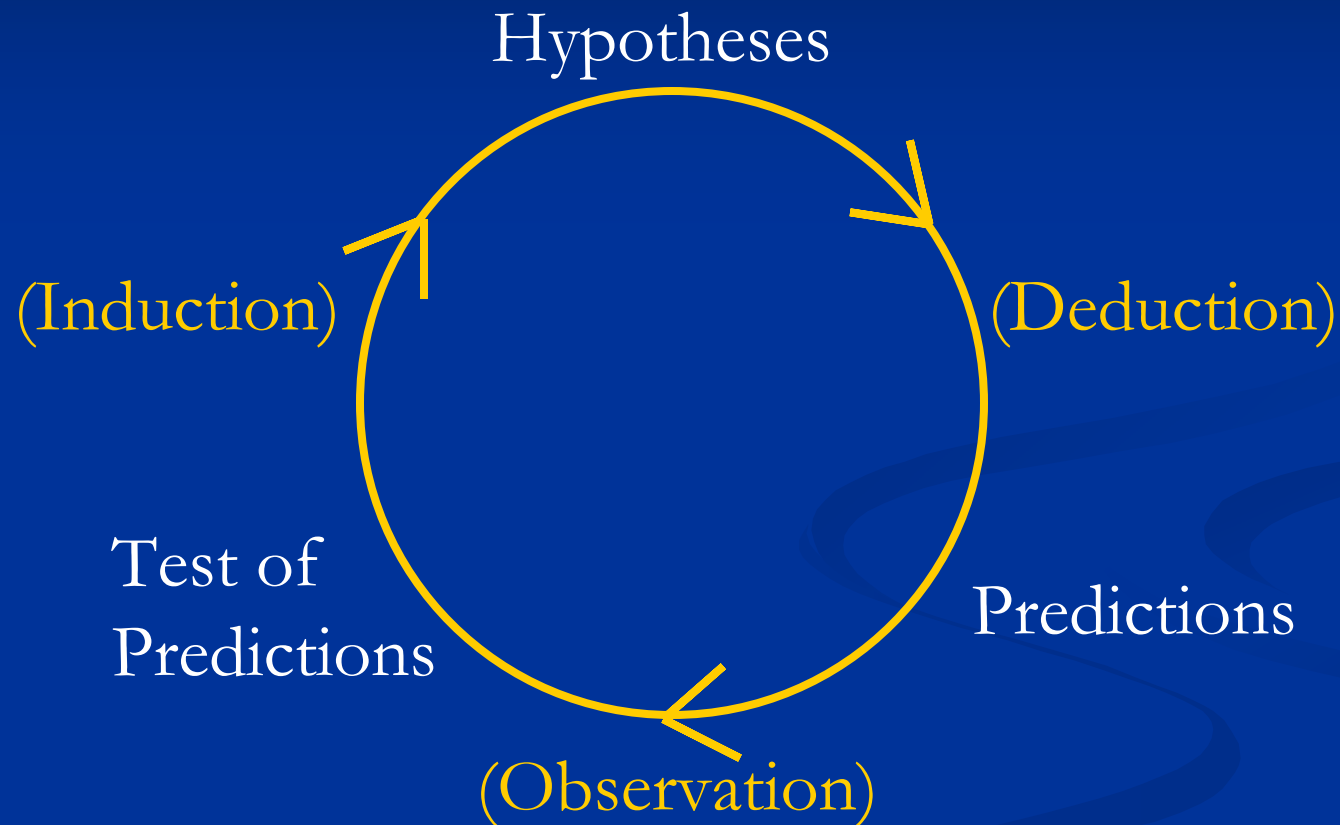 Hypotheses
(Induction)
(Deduction)
Test of
Predictions
Predictions
(Observation)